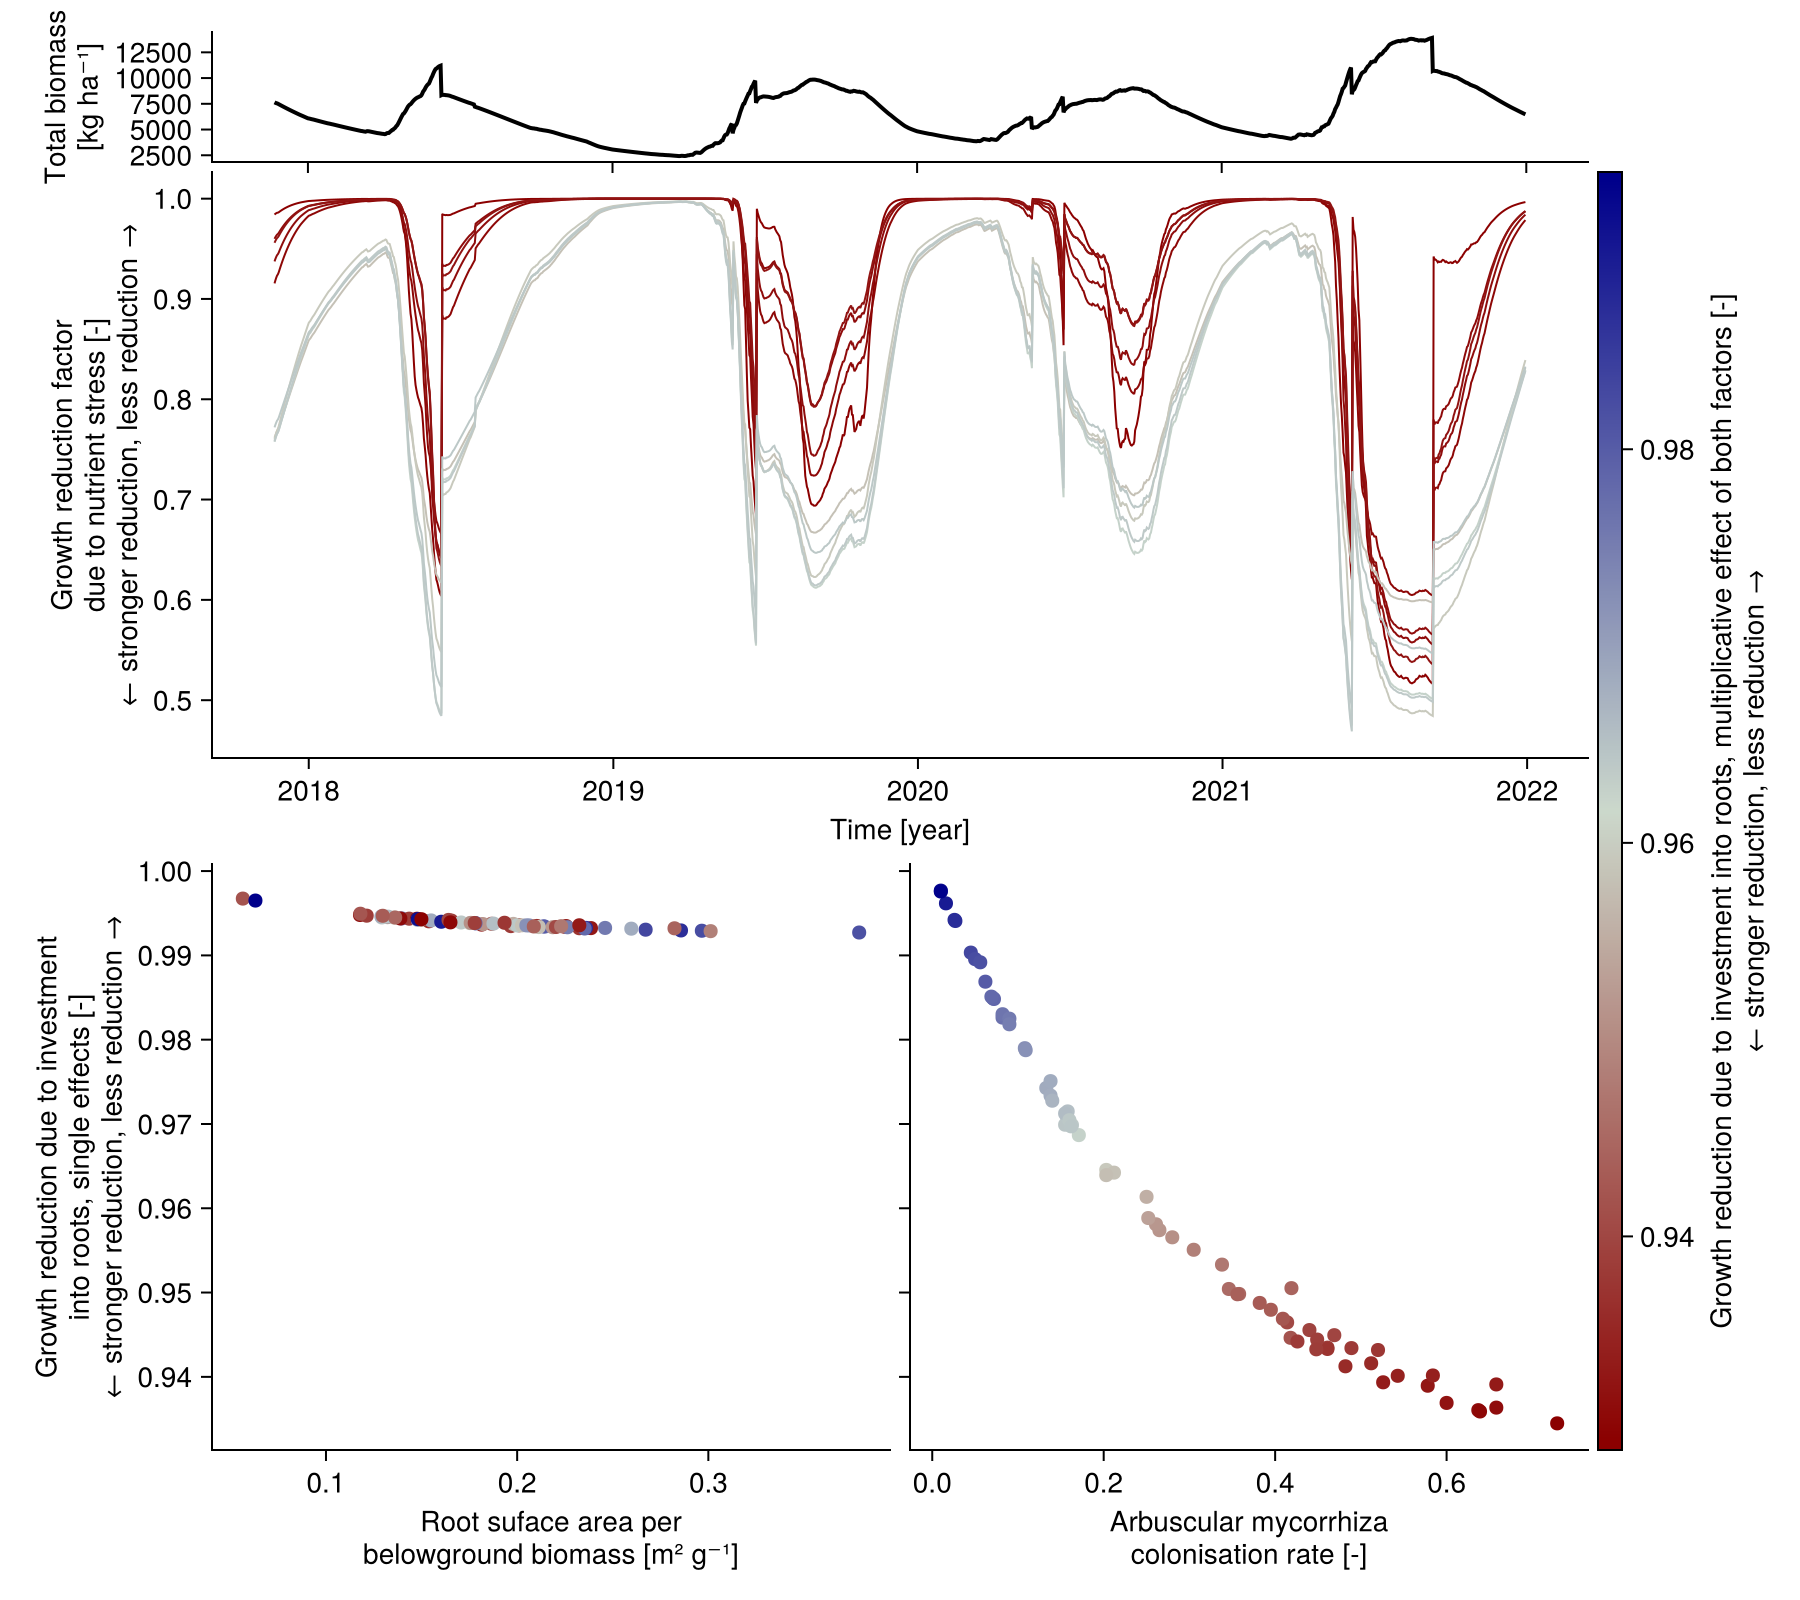 Total biomass
[kg ha⁻¹]
12500
10000
7500
5000
2500
Growth reduction factor
due to nutrient stress [-]
← stronger reduction, less reduction →
1.0
0.9
0.8
0.7
0.6
0.5
2018
2019
2020
2021
2022
Time [year]
Growth reduction due to investment
into roots, single effects [-]
← stronger reduction, less reduction →
1.00
0.99
0.98
0.97
0.96
0.95
0.94
0.1
0.2
0.3
Root suface area per
belowground biomass [m² g⁻¹]
0.0
0.2
0.4
0.6
Arbuscular mycorrhiza
colonisation rate [-]
0.98
0.96
0.94
Growth reduction due to investment into roots, multiplicative effect of both factors [-]
← stronger reduction, less reduction →